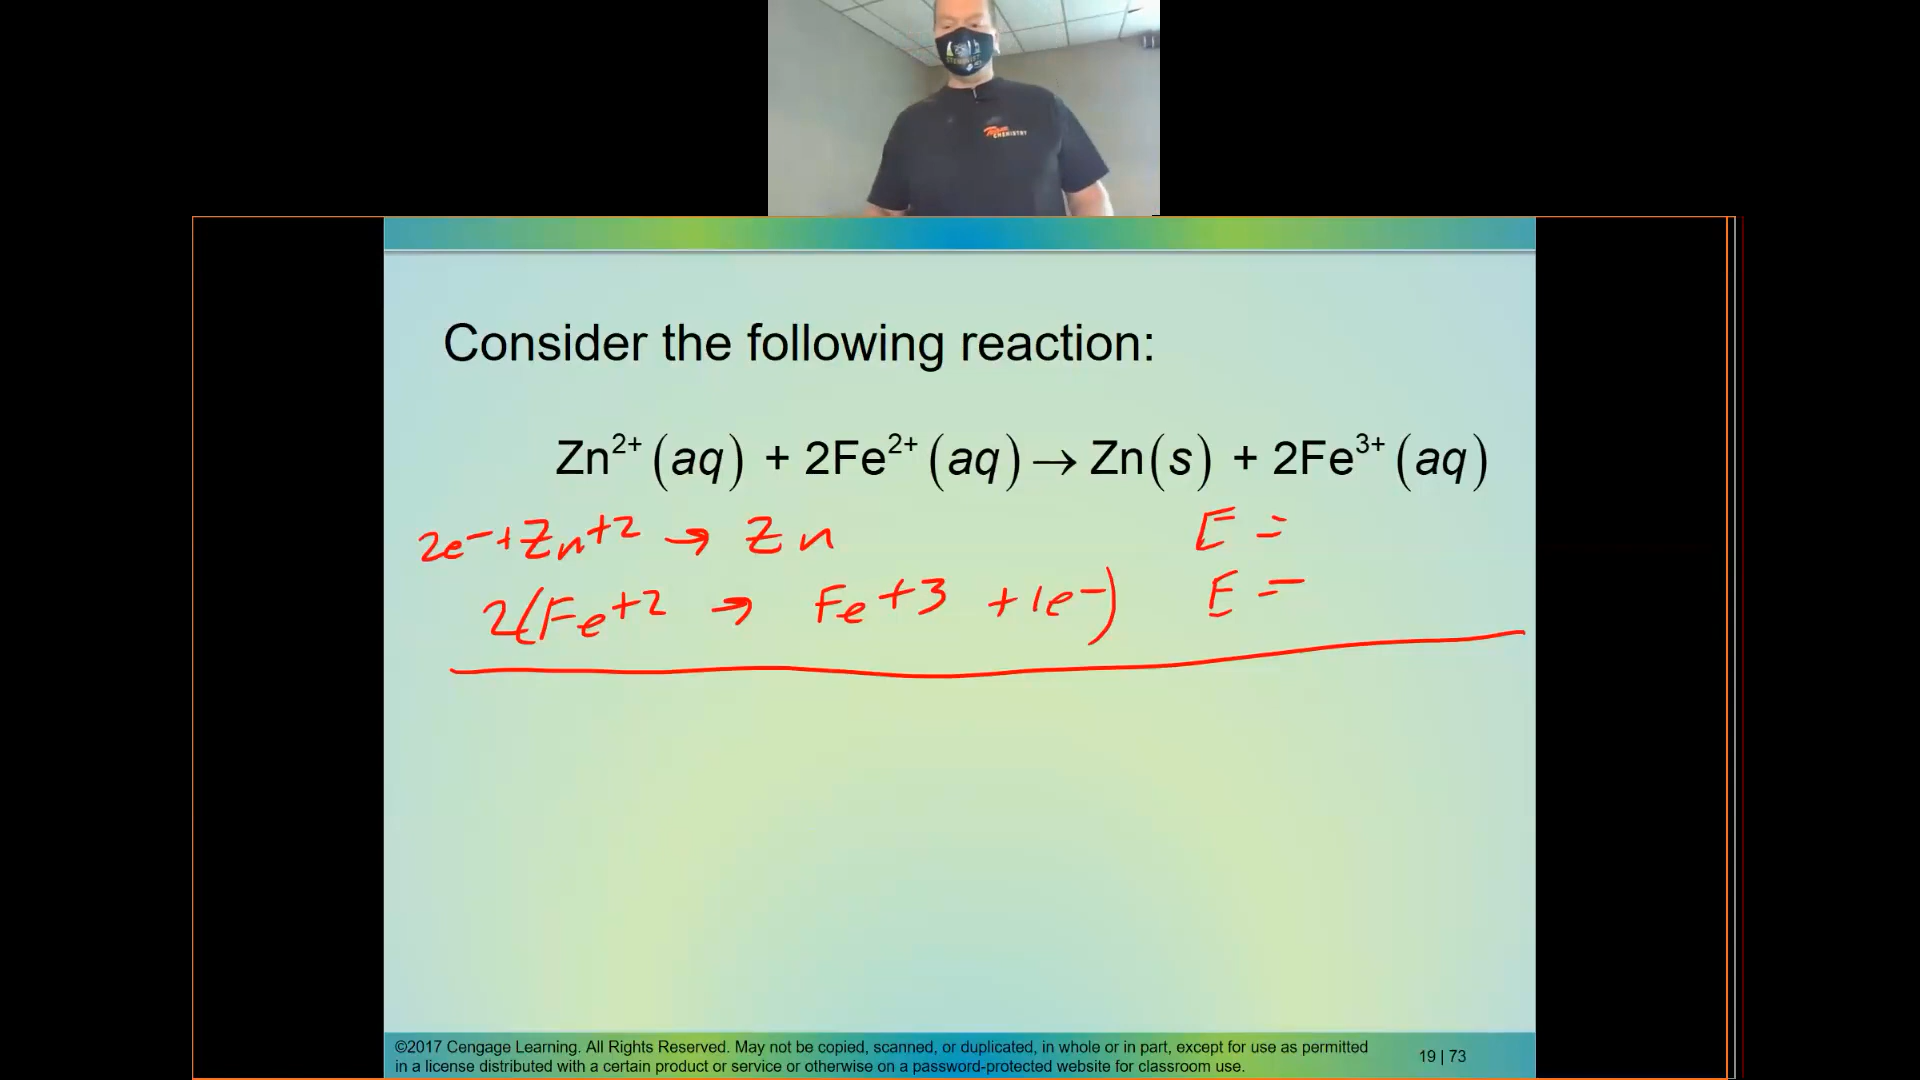 CHEMISTRY
Consider the following reaction:
Zn²⁺(aq) + 2Fe²⁺(aq) → Zn(s) + 2Fe³⁺(aq)
2e⁻ + Zn⁺² → Zn E =
2(Fe⁺² → Fe⁺³ + 1e⁻) E =
©2017 Cengage Learning. All Rights Reserved. May not be copied, scanned, or duplicated, in whole or in part, except for use as permitted
in a license distributed with a certain product or service or otherwise on a password-protected website for classroom use.
19 | 73